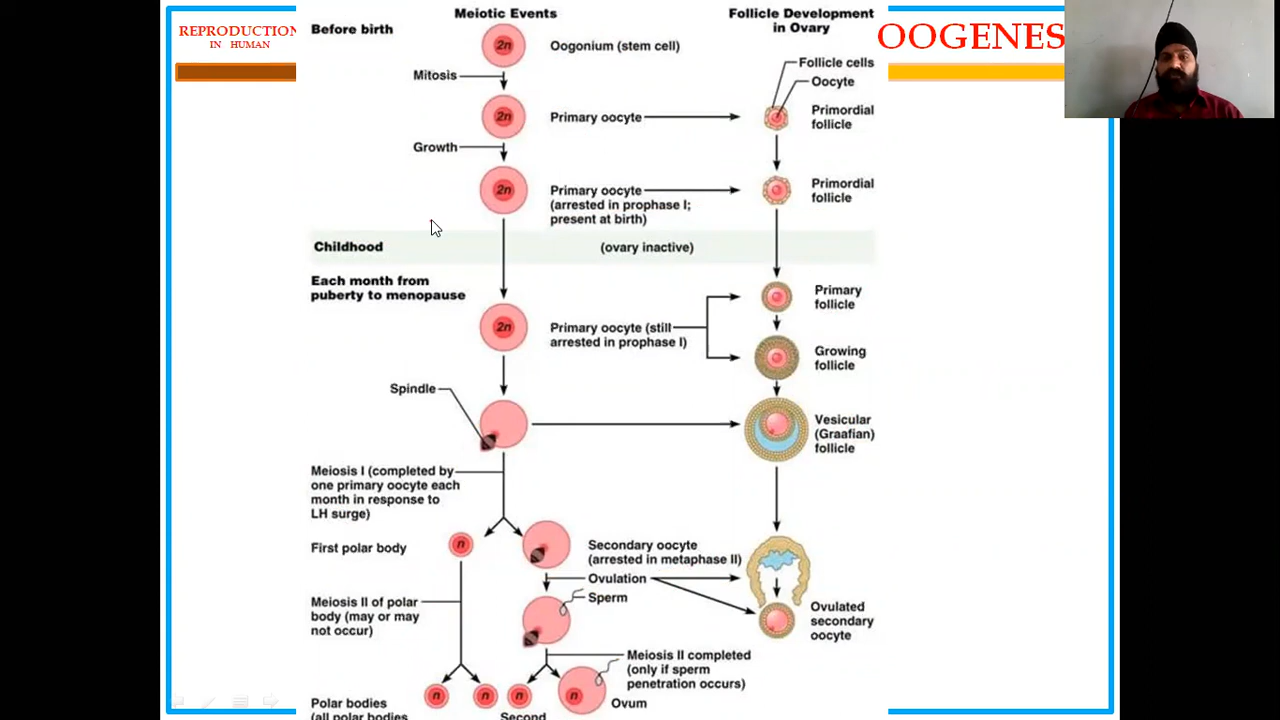 REPRODUCTION
IN HUMAN
OOGENES
Meiotic Events
Follicle Development
in Ovary
Before birth
2n
Oogonium (stem cell)
Mitosis
Follicle cells
Oocyte
2n
Primary oocyte
Primordial
follicle
Growth
2n
Primary oocyte
(arrested in prophase I;
present at birth)
Primordial
follicle
Childhood
(ovary inactive)
Each month from
puberty to menopause
2n
Primary oocyte (still
arrested in prophase I)
Primary
follicle
Growing
follicle
Spindle
Vesicular
(Graafian)
follicle
Meiosis I (completed by
one primary oocyte each
month in response to
LH surge)
First polar body
n
Secondary oocyte
(arrested in metaphase II)
Ovulation
Sperm
Meiosis II of polar
body (may or may
not occur)
Ovulated
secondary
oocyte
Meiosis II completed
(only if sperm
penetration occurs)
n
n
n
n
Ovum
Polar bodies
(all polar bodies
Second